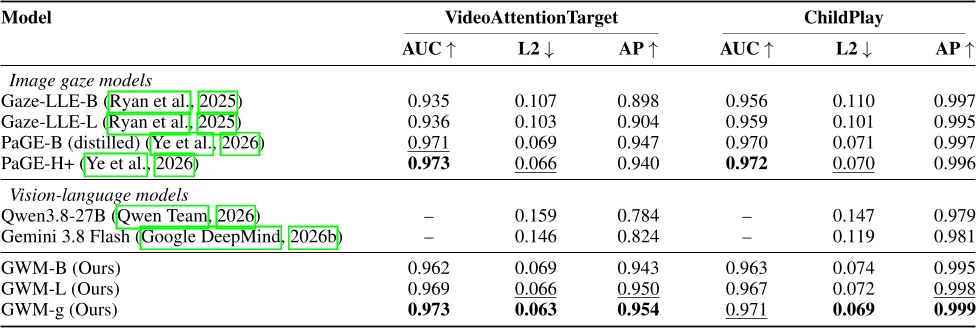 Model VideoAttentionTarget ChildPlay
AUC ↑ L2 ↓ AP ↑ AUC ↑ L2 ↓ AP ↑
Image gaze models
Gaze-LLE-B (Ryan et al., 2025) 0.935 0.107 0.898 0.956 0.110 0.997
Gaze-LLE-L (Ryan et al., 2025) 0.936 0.103 0.904 0.959 0.101 0.995
PaGE-B (distilled) (Ye et al., 2026) 0.971 0.069 0.947 0.970 0.071 0.997
PaGE-H+ (Ye et al., 2026) 0.973 0.066 0.940 0.972 0.070 0.996
Vision-language models
Qwen3.8-27B (Qwen Team, 2026) – 0.159 0.784 – 0.147 0.979
Gemini 3.8 Flash (Google DeepMind, 2026b) – 0.146 0.824 – 0.119 0.981
GWM-B (Ours) 0.962 0.069 0.943 0.963 0.074 0.995
GWM-L (Ours) 0.969 0.066 0.950 0.967 0.072 0.998
GWM-g (Ours) 0.973 0.063 0.954 0.971 0.069 0.999